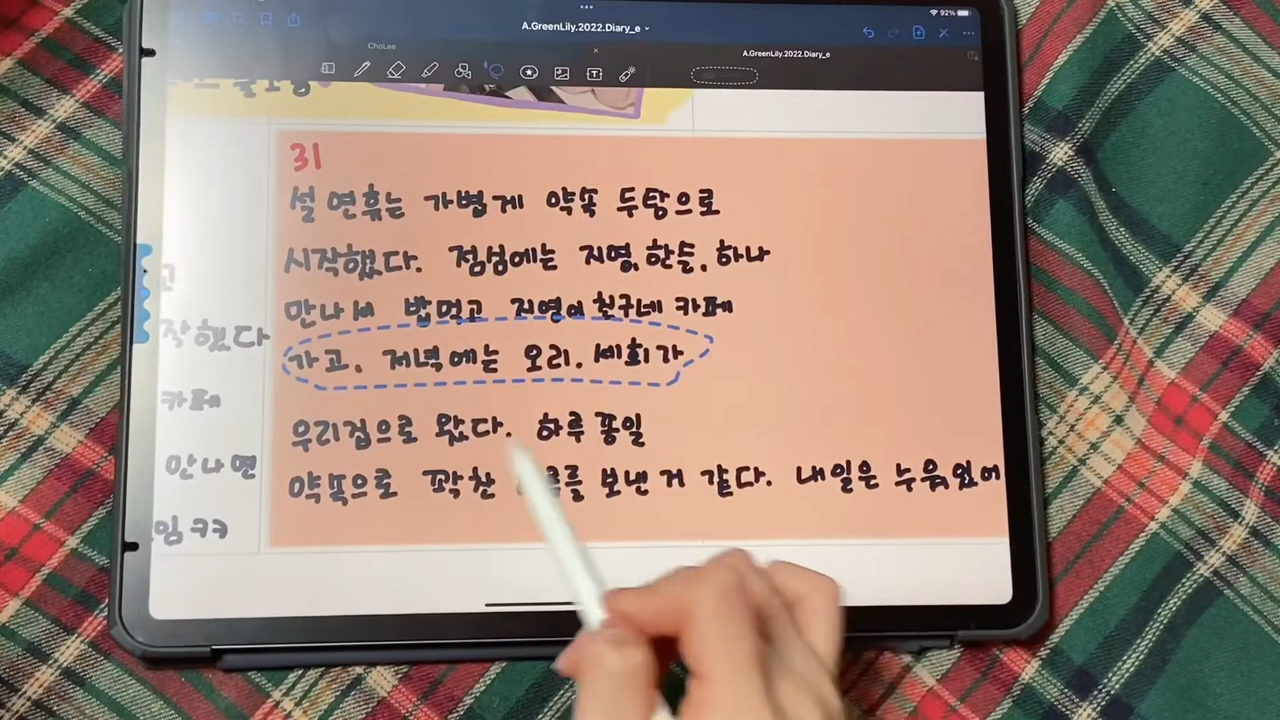 92%
A.GreenLily.2022.Diary_e
ChoLee
A.GreenLily.2022.Diary_e
31
설 연휴는 가볍게 약속 두탕으로
시작했다. 점심에는 지영, 한슬, 하나
만나서 밥먹고 지영이 친구네 카페
가고, 저녁에는 오리, 세희가
우리집으로 왔다. 하루 종일
약속으로 꽉찬 를 보낸 거 같다. 내일은 누워있어
고
작했다
카페
만나면
임ㅋㅋ